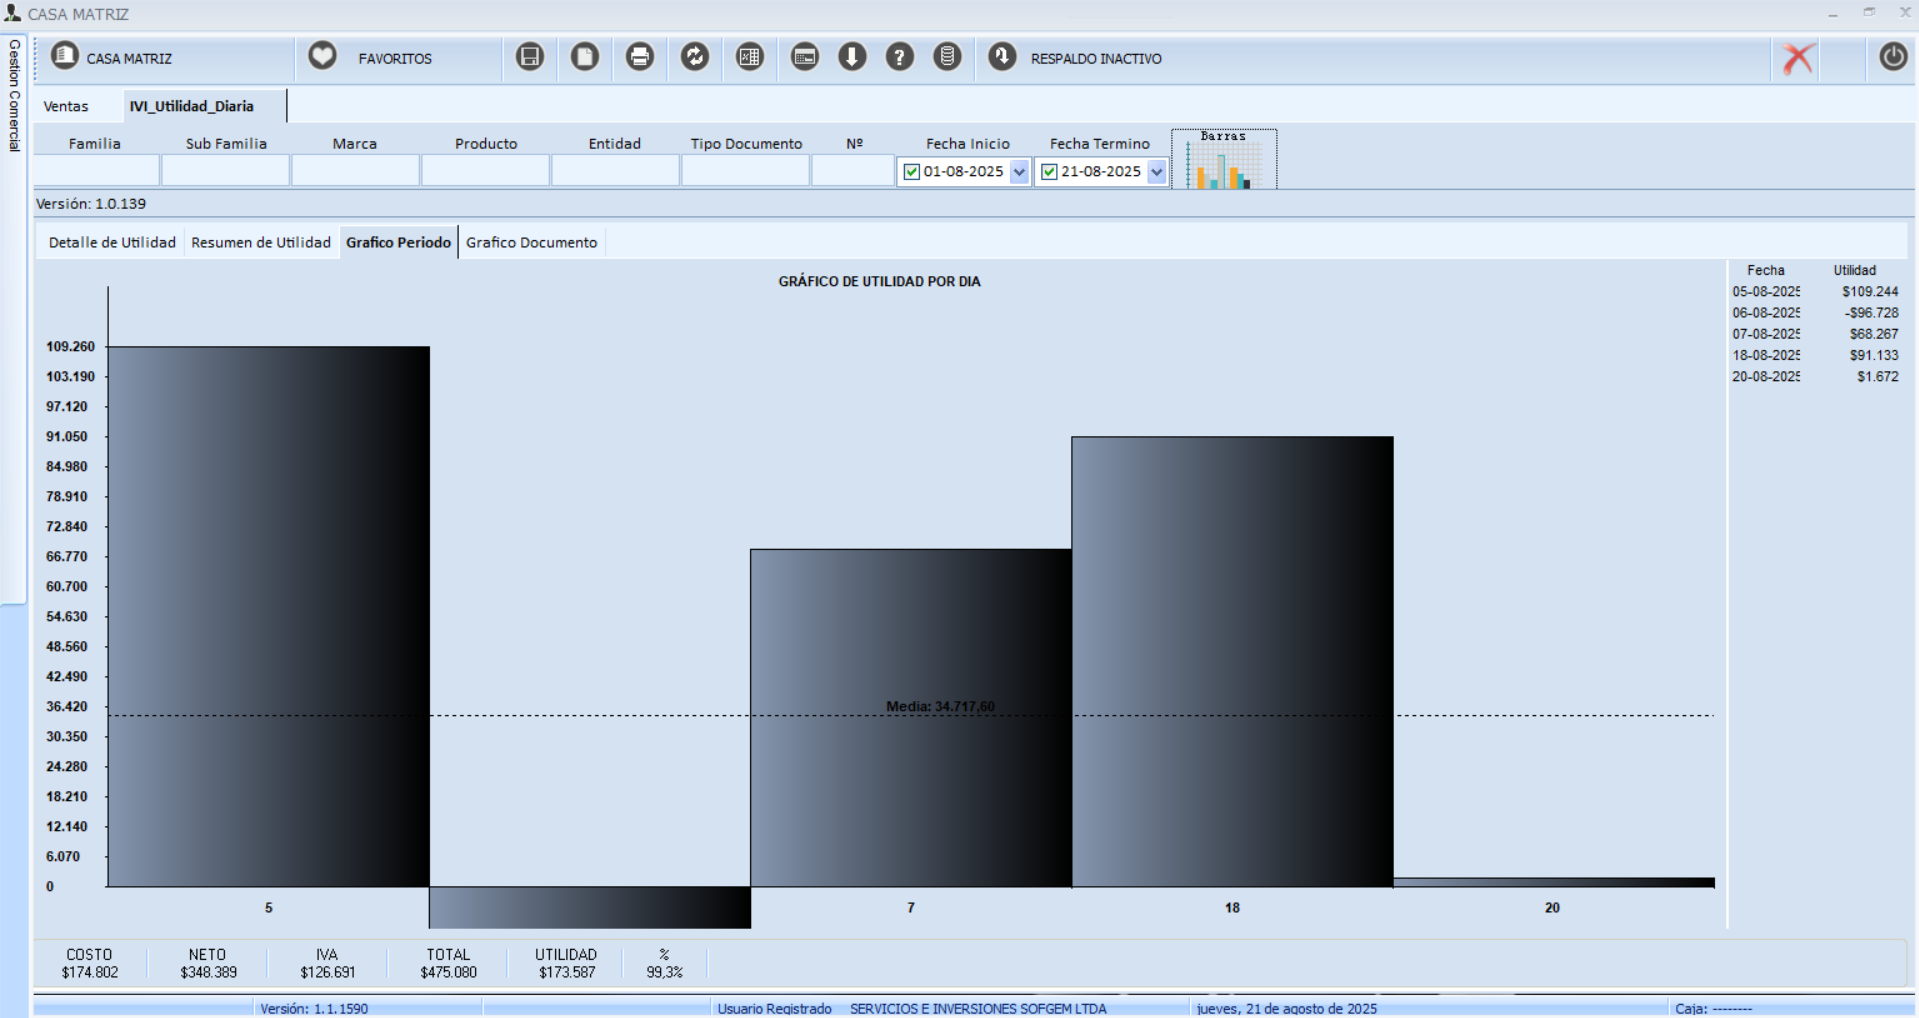 CASA MATRIZ
Gestion Comercial
CASA MATRIZ
FAVORITOS
RESPALDO INACTIVO
Ventas
IVI_Utilidad_Diaria
Familia Sub Familia Marca Producto Entidad Tipo Documento Nº Fecha Inicio Fecha Termino
Barras
01-08-2025 21-08-2025
Versión: 1.0.139
Detalle de Utilidad Resumen de Utilidad Grafico Periodo Grafico Documento
GRÁFICO DE UTILIDAD POR DIA
109.260
103.190
97.120
91.050
84.980
78.910
72.840
66.770
60.700
54.630
48.560
42.490
36.420
30.350
24.280
18.210
12.140
6.070
0
Media: 34.717,60
5 7 18 20
Fecha Utilidad
05-08-2025 $109.244
06-08-2025 -$96.728
07-08-2025 $68.267
18-08-2025 $91.133
20-08-2025 $1.672
COSTO NETO IVA TOTAL UTILIDAD %
$174.802 $348.389 $126.691 $475.080 $173.587 99,3%
Versión: 1.1.1590 Usuario Registrado SERVICIOS E INVERSIONES SOFGEM LTDA jueves, 21 de agosto de 2025 Caja: --------